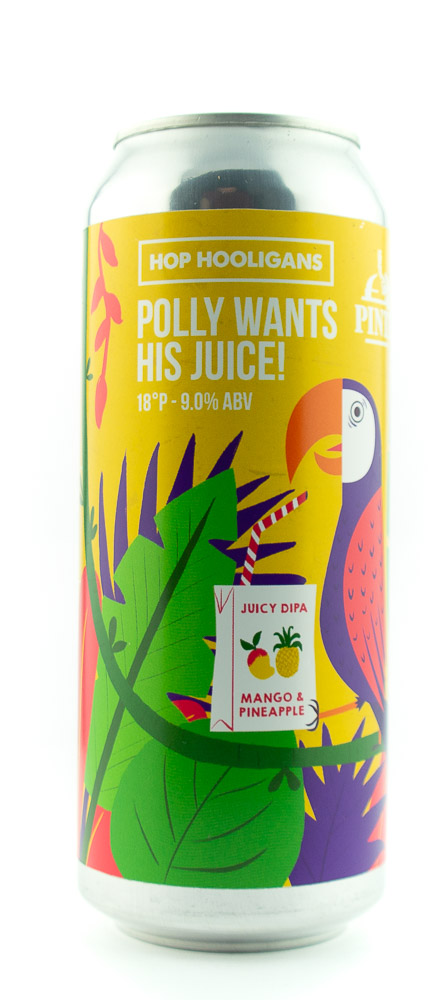 HOP HOOLIGANS
POLLY WANTS
HIS JUICE!
18°P - 9.0% ABV
JUICY DIPA
MANGO &
PINEAPPLE